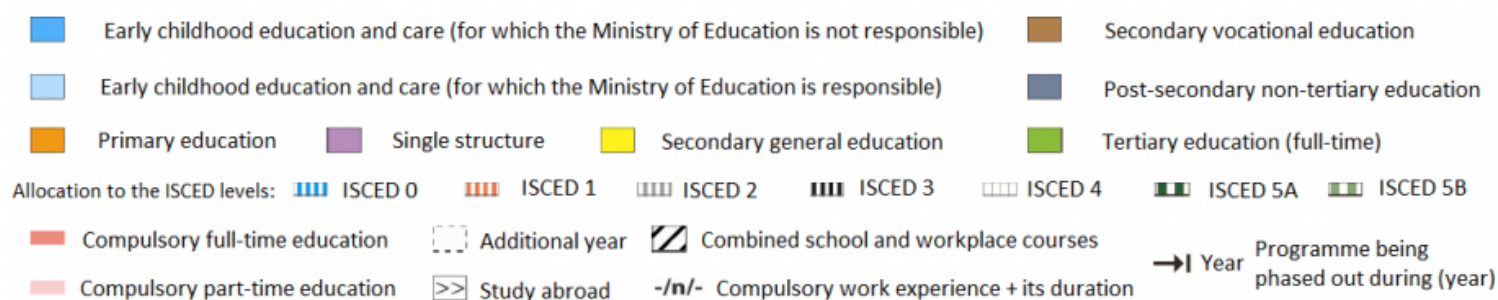 Early childhood education and care (for which the Ministry of Education is not responsible) Secondary vocational education
Early childhood education and care (for which the Ministry of Education is responsible) Post-secondary non-tertiary education
Primary education Single structure Secondary general education Tertiary education (full-time)
Allocation to the ISCED levels: ISCED 0 ISCED 1 ISCED 2 ISCED 3 ISCED 4 ISCED 5A ISCED 5B
Compulsory full-time education Additional year Combined school and workplace courses
Compulsory part-time education >> Study abroad -/n/- Compulsory work experience + its duration
Year Programme being
phased out during (year)